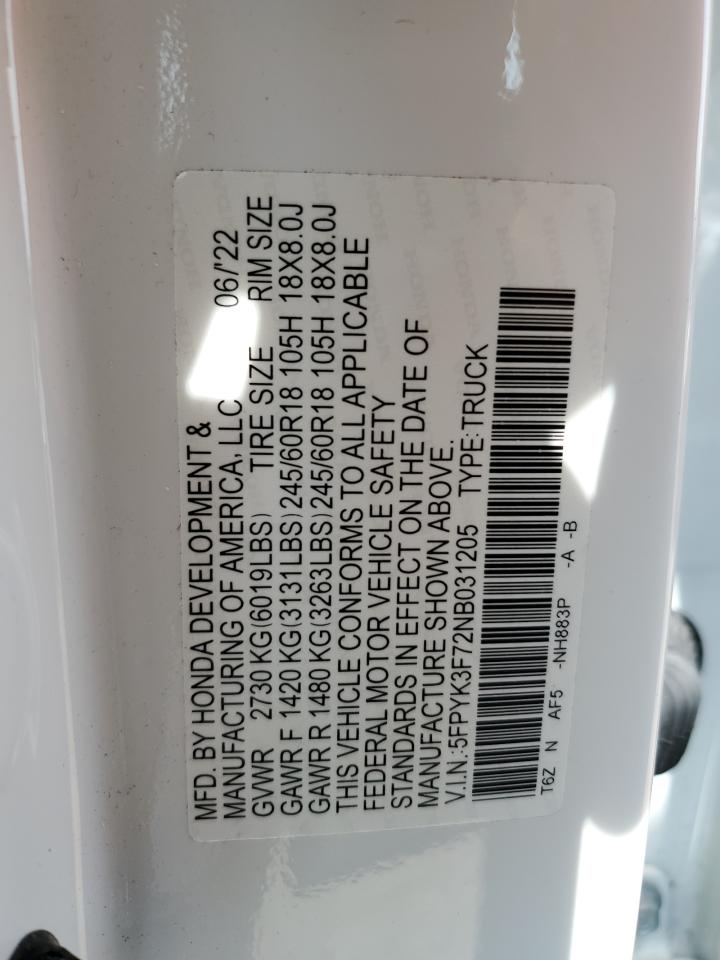 MFD. BY HONDA DEVELOPMENT &
MANUFACTURING OF AMERICA, LLC 06/'22
GVWR 2730 KG(6019LBS) TIRE SIZE RIM SIZE
GAWR F 1420 KG(3131LBS) 245/60R18 105H 18X8.0J
GAWR R 1480 KG(3263LBS) 245/60R18 105H 18X8.0J
THIS VEHICLE CONFORMS TO ALL APPLICABLE
FEDERAL MOTOR VEHICLE SAFETY
STANDARDS IN EFFECT ON THE DATE OF
MANUFACTURE SHOWN ABOVE.
V.I.N.:5FPYK3F72NB031205 TYPE:TRUCK
T6Z N AF5 -NH883P -A -B